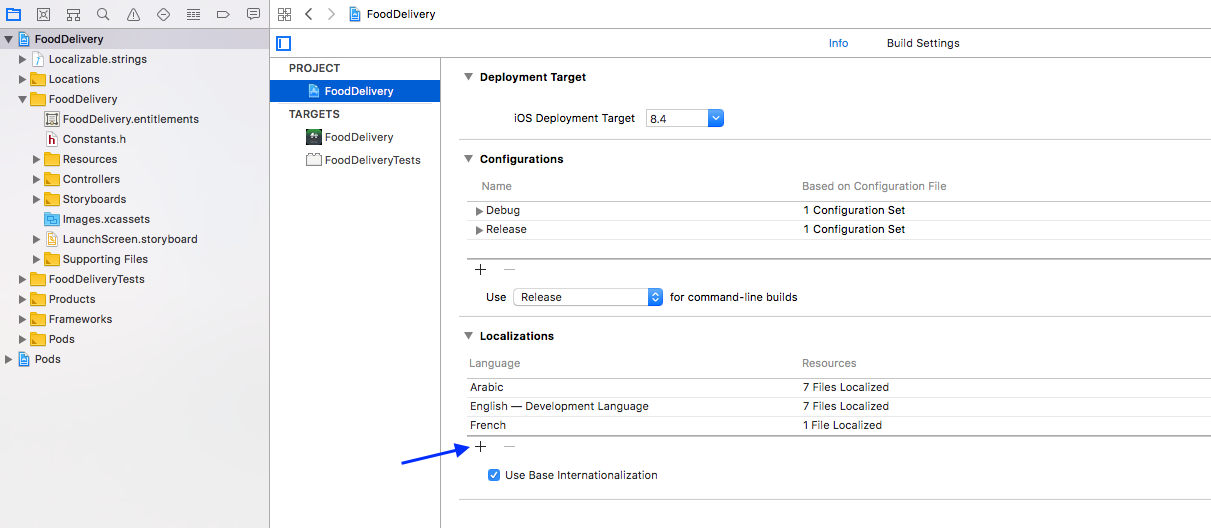 FoodDelivery
Localizable.strings
Locations
FoodDelivery
FoodDelivery.entitlements
h Constants.h
Resources
Controllers
Storyboards
Images.xcassets
LaunchScreen.storyboard
Supporting Files
FoodDeliveryTests
Products
Frameworks
Pods
Pods
FoodDelivery
Info Build Settings
PROJECT
FoodDelivery
TARGETS
FoodDelivery
FoodDeliveryTests
Deployment Target
iOS Deployment Target 8.4
Configurations
Name Based on Configuration File
Debug 1 Configuration Set
Release 1 Configuration Set
Use Release for command-line builds
Localizations
Language Resources
Arabic 7 Files Localized
English — Development Language 7 Files Localized
French 1 File Localized
Use Base Internationalization